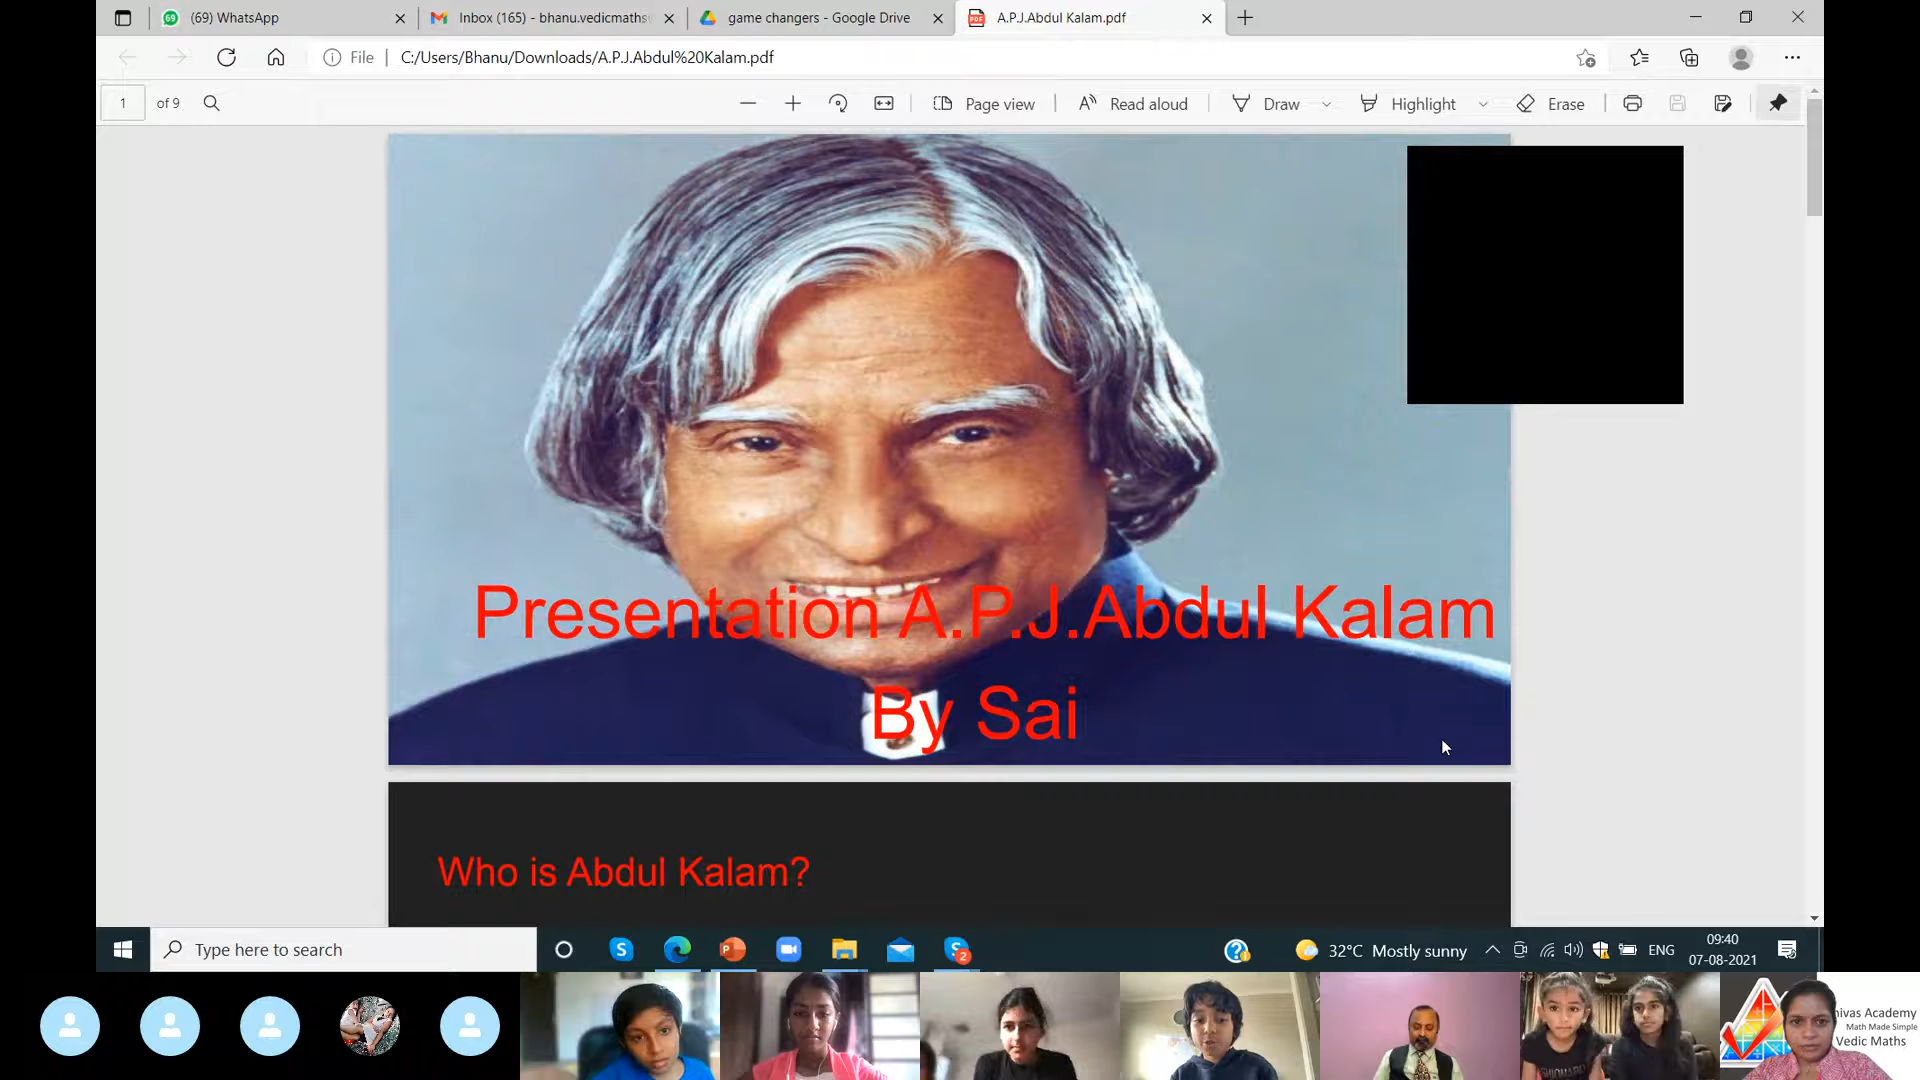 (69) WhatsApp
Inbox (165) - bhanu.vedicmaths
game changers - Google Drive
A.P.J.Abdul Kalam.pdf
File
C:/Users/Bhanu/Downloads/A.P.J.Abdul%20Kalam.pdf
1
of 9
Page view
Read aloud
Draw
Highlight
Erase
Presentation A.P.J.Abdul Kalam
By Sai
Who is Abdul Kalam?
Type here to search
32°C Mostly sunny
ENG
09:40
07-08-2021
Academy
Math Made Simple
Vedic Maths